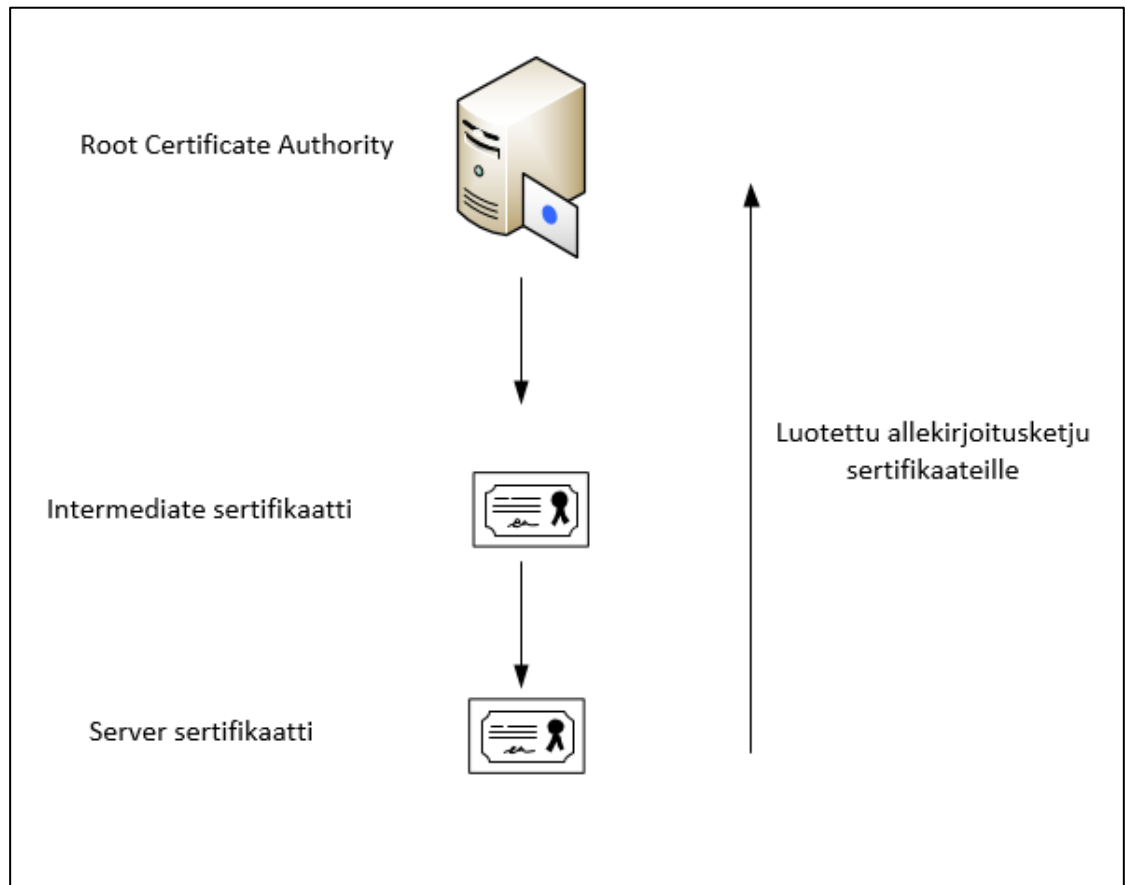 Root Certificate Authority
Luotettu allekirjoitusketju
sertifikaateille
Intermediate sertifikaatti
Server sertifikaatti